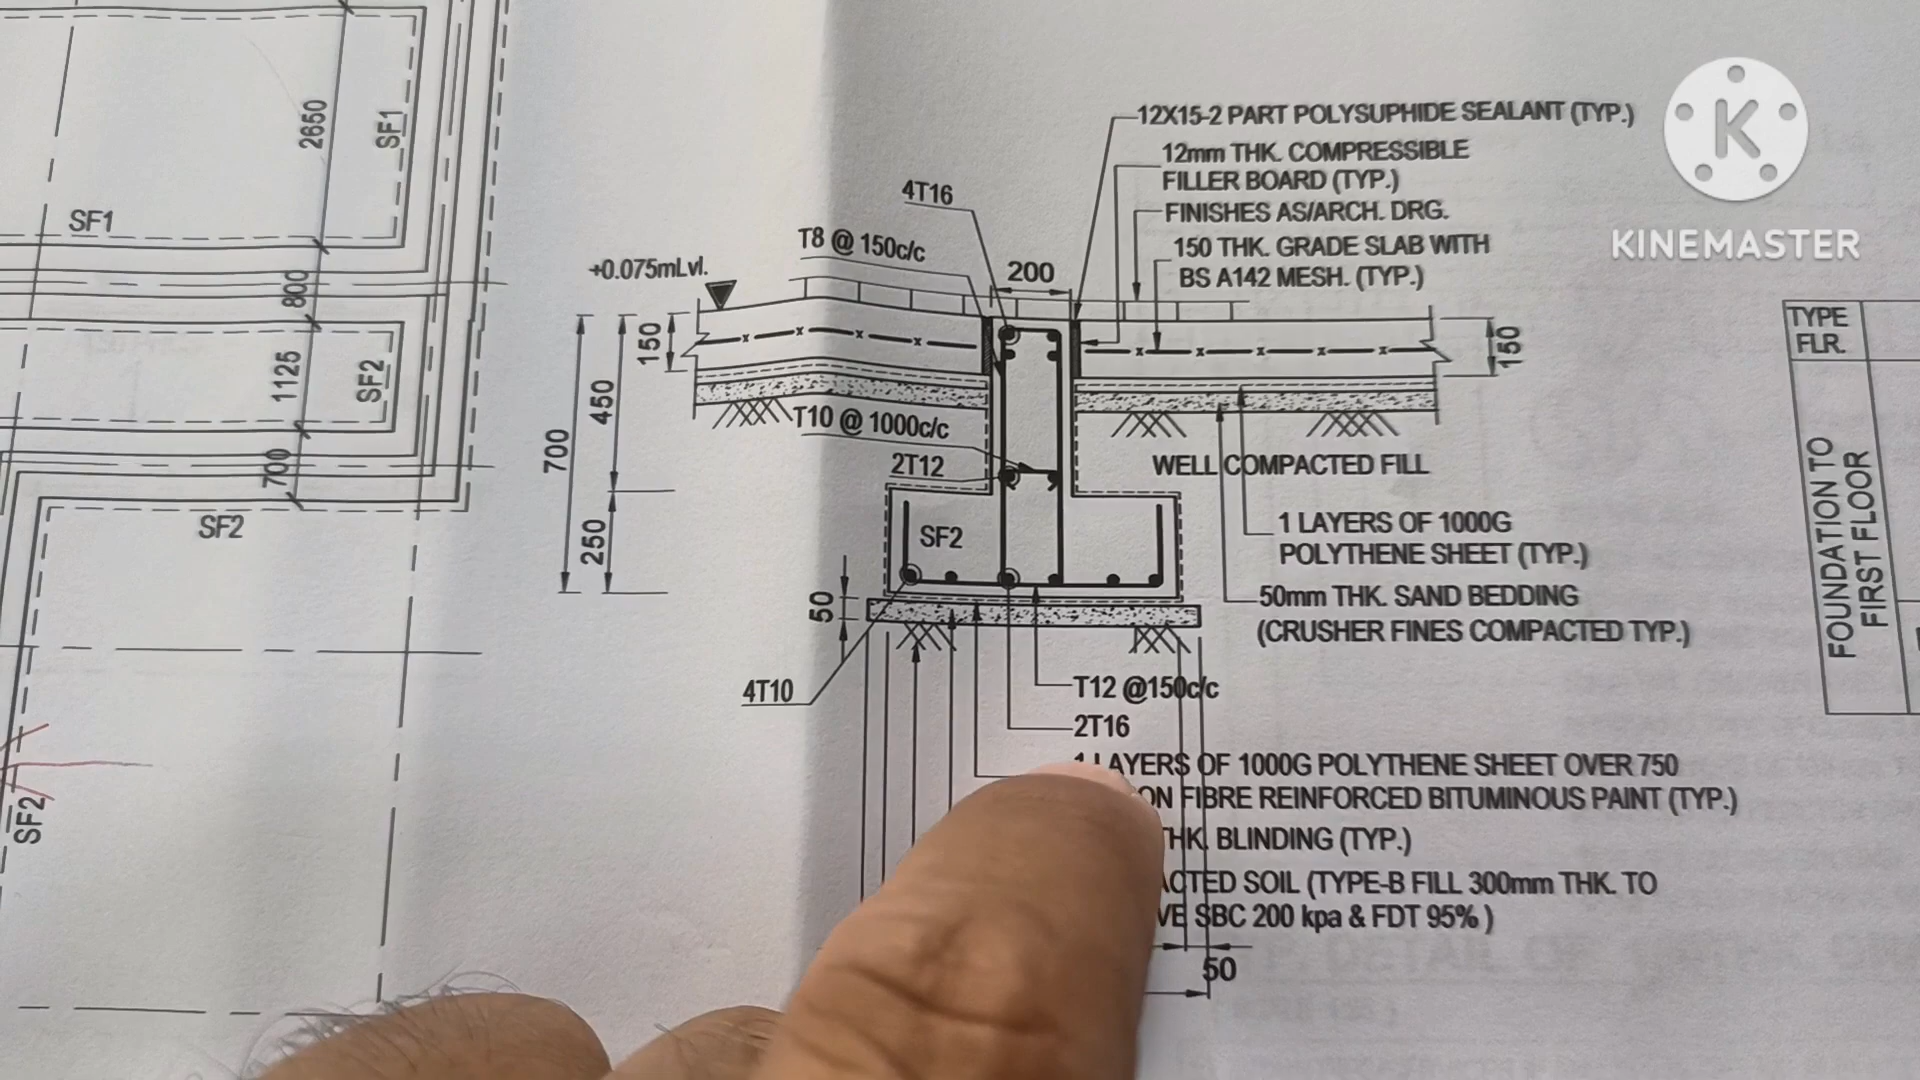 2650
SF1
SF1
800
1125
SF2
700
SF2
SF2
12X15-2 PART POLYSUPHIDE SEALANT (TYP.)
12mm THK. COMPRESSIBLE
FILLER BOARD (TYP.)
FINISHES AS/ARCH. DRG.
150 THK. GRADE SLAB WITH
BS A142 MESH. (TYP.)
4T16
T8 @ 150c/c
200
+0.075mLvl.
150
150
450
700
250
T10 @ 1000c/c
2T12
WELL COMPACTED FILL
SF2
1 LAYERS OF 1000G
POLYTHENE SHEET (TYP.)
50mm THK. SAND BEDDING
(CRUSHER FINES COMPACTED TYP.)
50
4T10
T12 @150c/c
2T16
LAYERS OF 1000G POLYTHENE SHEET OVER 750
ON FIBRE REINFORCED BITUMINOUS PAINT (TYP.)
THK. BLINDING (TYP.)
SOIL (TYPE-B FILL 300mm THK. TO
SBC 200 kpa & FDT 95% )
50
TYPE
FLR.
FOUNDATION TO
FIRST FLOOR
K
KINEMASTER